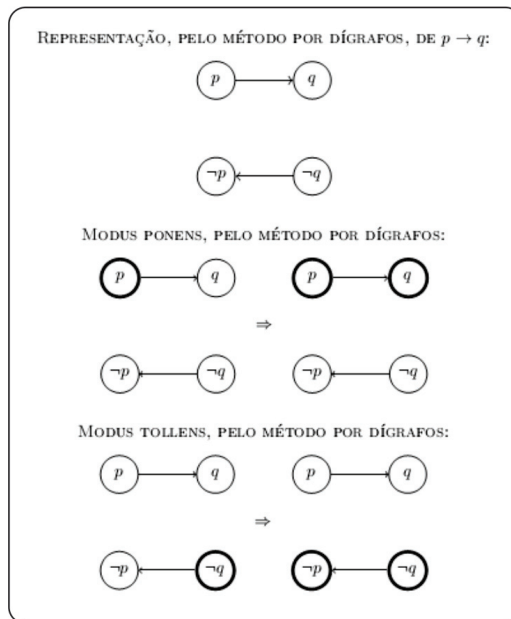 REPRESENTAÇÃO, PELO MÉTODO POR DÍGRAFOS, DE p → q:
p q
¬p ¬q
MODUS PONENS, PELO MÉTODO POR DÍGRAFOS:
p q p q
⇒
¬p ¬q ¬p ¬q
MODUS TOLLENS, PELO MÉTODO POR DÍGRAFOS:
p q p q
⇒
¬p ¬q ¬p ¬q